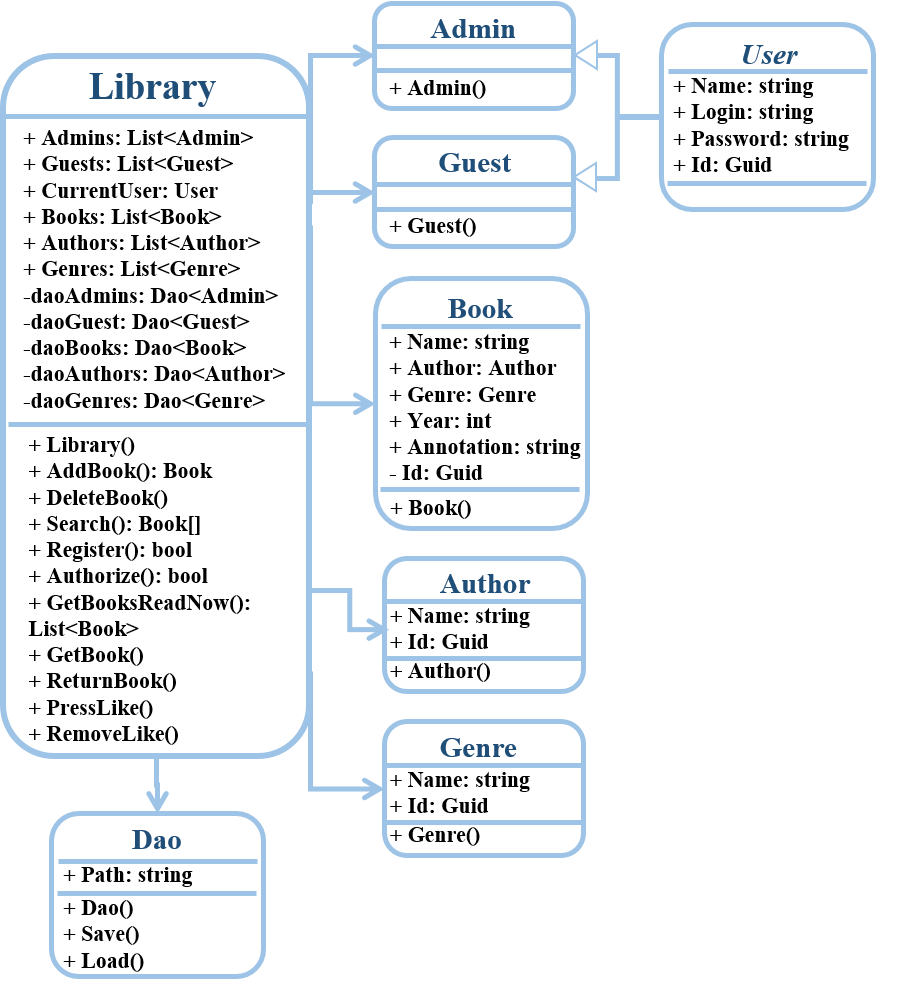 Library
+ Admins: List<Admin>
+ Guests: List<Guest>
+ CurrentUser: User
+ Books: List<Book>
+ Authors: List<Author>
+ Genres: List<Genre>
-daoAdmins: Dao<Admin>
-daoGuest: Dao<Guest>
-daoBooks: Dao<Book>
-daoAuthors: Dao<Author>
-daoGenres: Dao<Genre>
+ Library()
+ AddBook(): Book
+ DeleteBook()
+ Search(): Book[]
+ Register(): bool
+ Authorize(): bool
+ GetBooksReadNow():
List<Book>
+ GetBook()
+ ReturnBook()
+ PressLike()
+ RemoveLike()
Admin
+ Admin()
User
+ Name: string
+ Login: string
+ Password: string
+ Id: Guid
Guest
+ Guest()
Book
+ Name: string
+ Author: Author
+ Genre: Genre
+ Year: int
+ Annotation: string
- Id: Guid
+ Book()
Author
+ Name: string
+ Id: Guid
+ Author()
Genre
+ Name: string
+ Id: Guid
+ Genre()
Dao
+ Path: string
+ Dao()
+ Save()
+ Load()